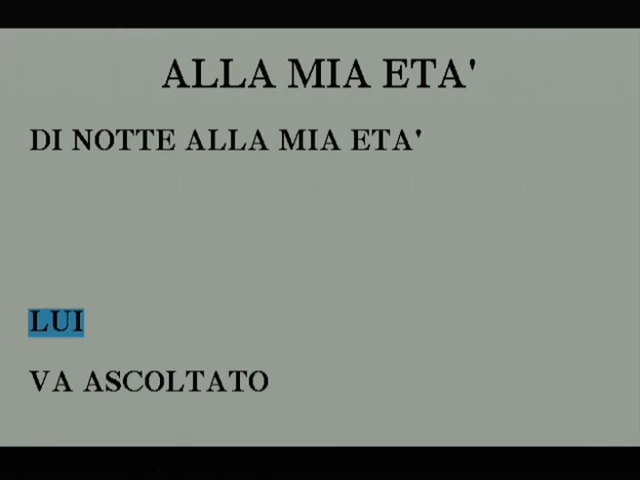 ALLA MIA ETA'
DI NOTTE ALLA MIA ETA'
LUI
VA ASCOLTATO